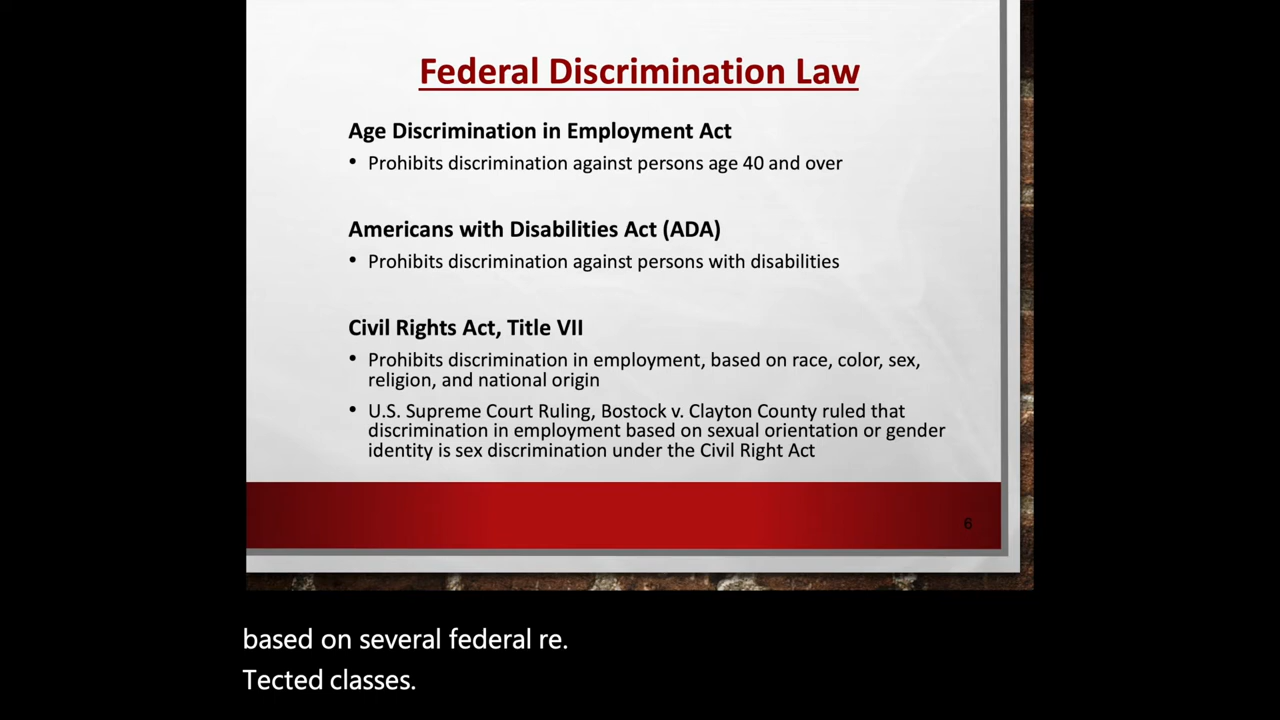 Federal Discrimination Law
Age Discrimination in Employment Act
• Prohibits discrimination against persons age 40 and over
Americans with Disabilities Act (ADA)
• Prohibits discrimination against persons with disabilities
Civil Rights Act, Title VII
• Prohibits discrimination in employment, based on race, color, sex,
religion, and national origin
• U.S. Supreme Court Ruling, Bostock v. Clayton County ruled that
discrimination in employment based on sexual orientation or gender
identity is sex discrimination under the Civil Right Act
6
based on several federal re.
Tected classes.